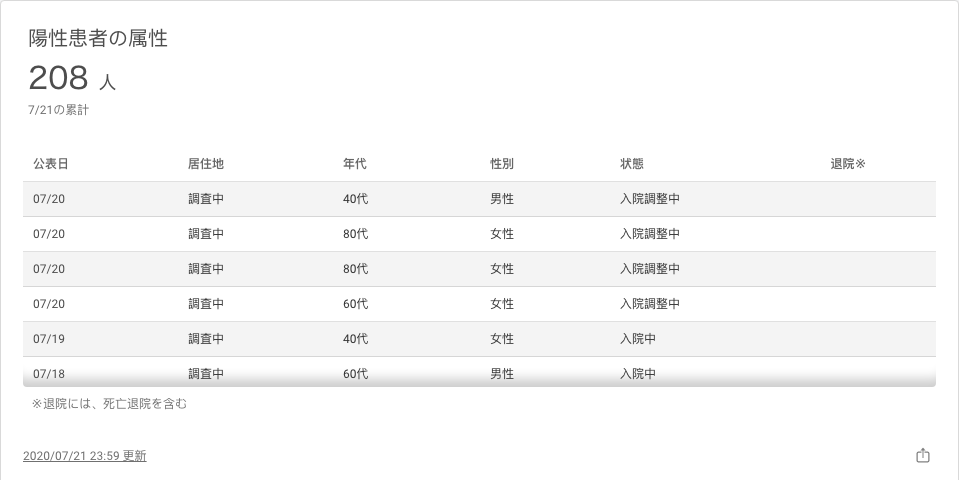 陽性患者の属性
208 人
7/21の累計
公表日 居住地 年代 性別 状態 退院※
07/20 調査中 40代 男性 入院調整中
07/20 調査中 80代 女性 入院調整中
07/20 調査中 80代 女性 入院調整中
07/20 調査中 60代 女性 入院調整中
07/19 調査中 40代 女性 入院中
07/18 調査中 60代 男性 入院中
※退院には、死亡退院を含む
2020/07/21 23:59 更新